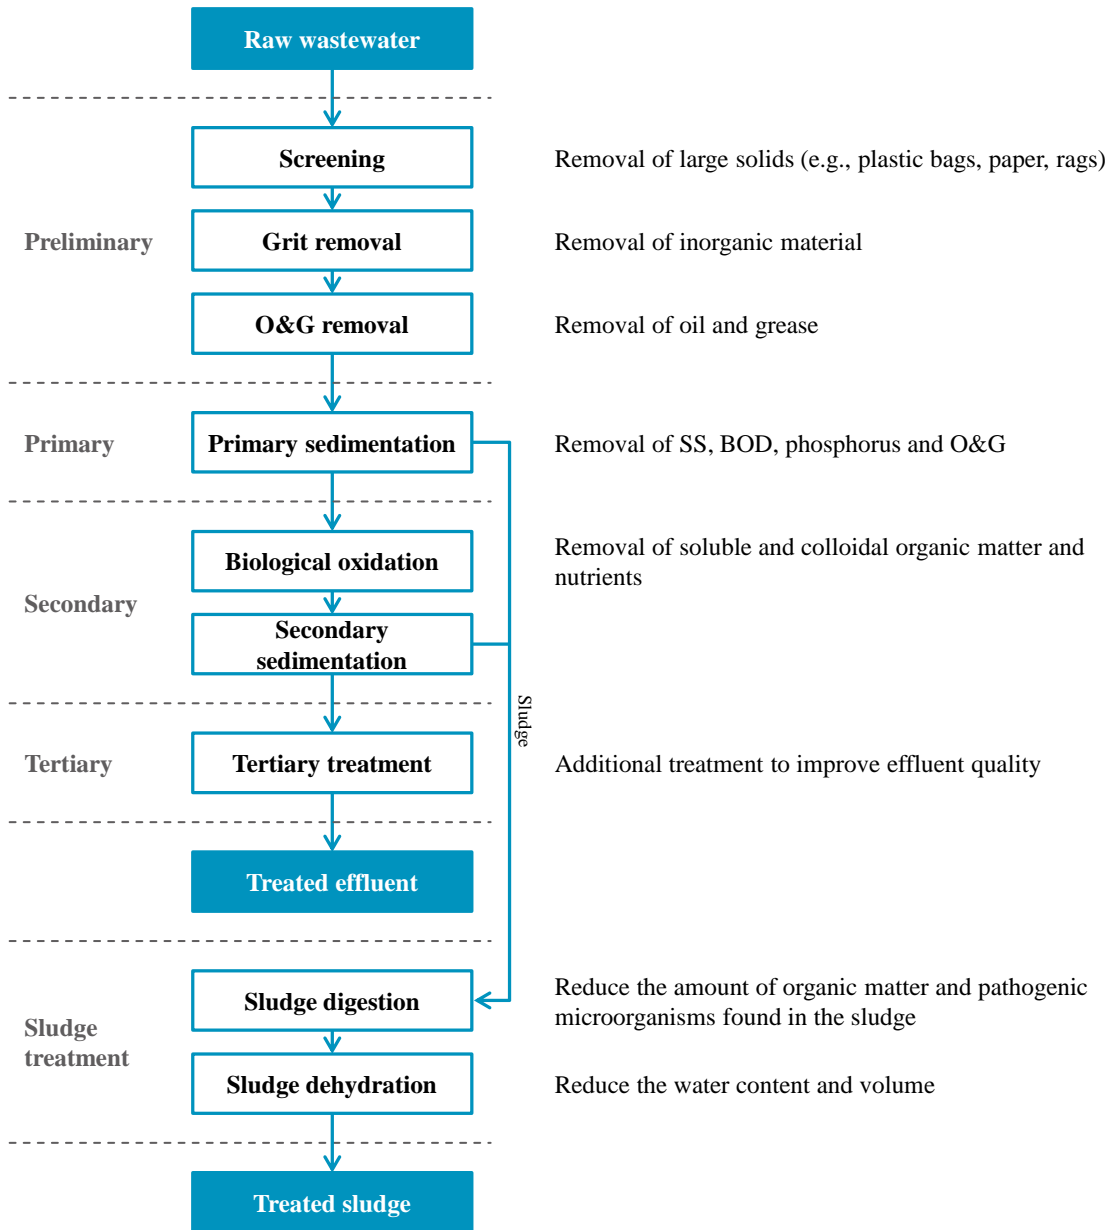 Raw wastewater
Screening
Removal of large solids (e.g., plastic bags, paper, rags)
Preliminary
Grit removal
Removal of inorganic material
O&G removal
Removal of oil and grease
Primary
Primary sedimentation
Removal of SS, BOD, phosphorus and O&G
Biological oxidation
Removal of soluble and colloidal organic matter and
nutrients
Secondary
Secondary
sedimentation
Sludge
Tertiary
Tertiary treatment
Additional treatment to improve effluent quality
Treated effluent
Sludge digestion
Reduce the amount of organic matter and pathogenic
microorganisms found in the sludge
Sludge
treatment
Sludge dehydration
Reduce the water content and volume
Treated sludge